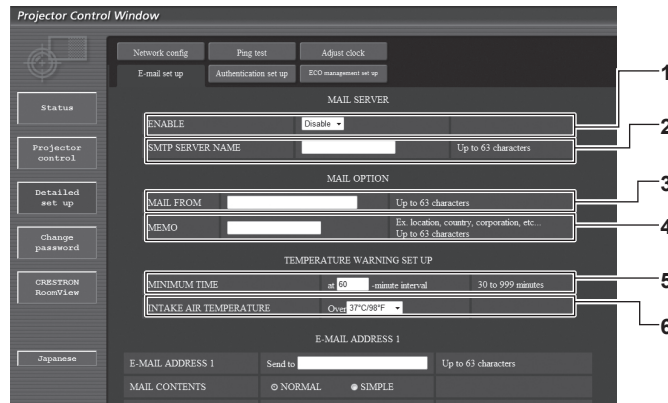 Projector Control Window
Network config Ping test Adjust clock
E-mail set up Authentication set up ECO management set up
Status
Projector control
Detailed set up
Change password
CRESTRON RoomView
Japanese
MAIL SERVER
ENABLE Disable
SMTP SERVER NAME Up to 63 characters
MAIL OPTION
MAIL FROM Up to 63 characters
MEMO Ex. location, country, corporation, etc...
Up to 63 characters
TEMPERATURE WARNING SET UP
MINIMUM TIME at 60 -minute interval 30 to 999 minutes
INTAKE AIR TEMPERATURE Over 37°C/98°F
E-MAIL ADDRESS 1
E-MAIL ADDRESS 1 Send to Up to 63 characters
MAIL CONTENTS NORMAL SIMPLE
1
2
3
4
5
6